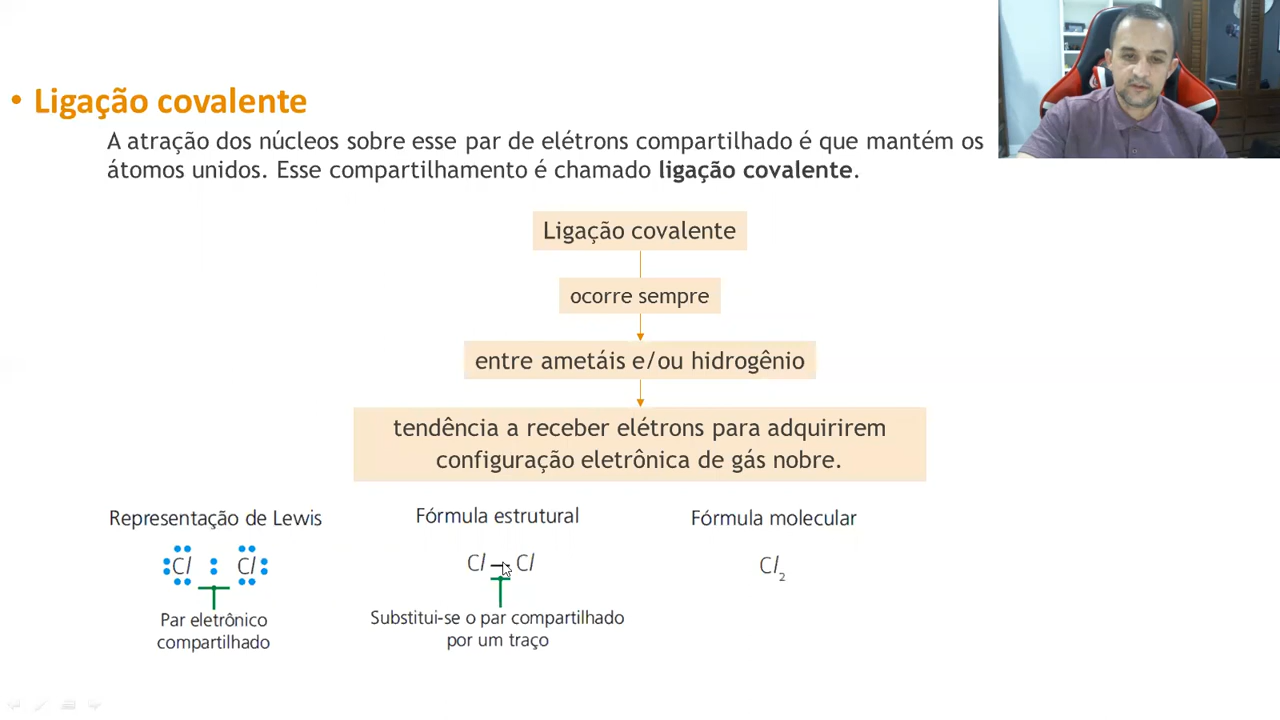 • Ligação covalente
A atração dos núcleos sobre esse par de elétrons compartilhado é que mantém os
átomos unidos. Esse compartilhamento é chamado ligação covalente.
Ligação covalente
ocorre sempre
entre ametáis e/ou hidrogênio
tendência a receber elétrons para adquirirem
configuração eletrônica de gás nobre.
Representação de Lewis
Cl : Cl
Par eletrônico
compartilhado
Fórmula estrutural
Cl — Cl
Substitui-se o par compartilhado
por um traço
Fórmula molecular
Cl₂